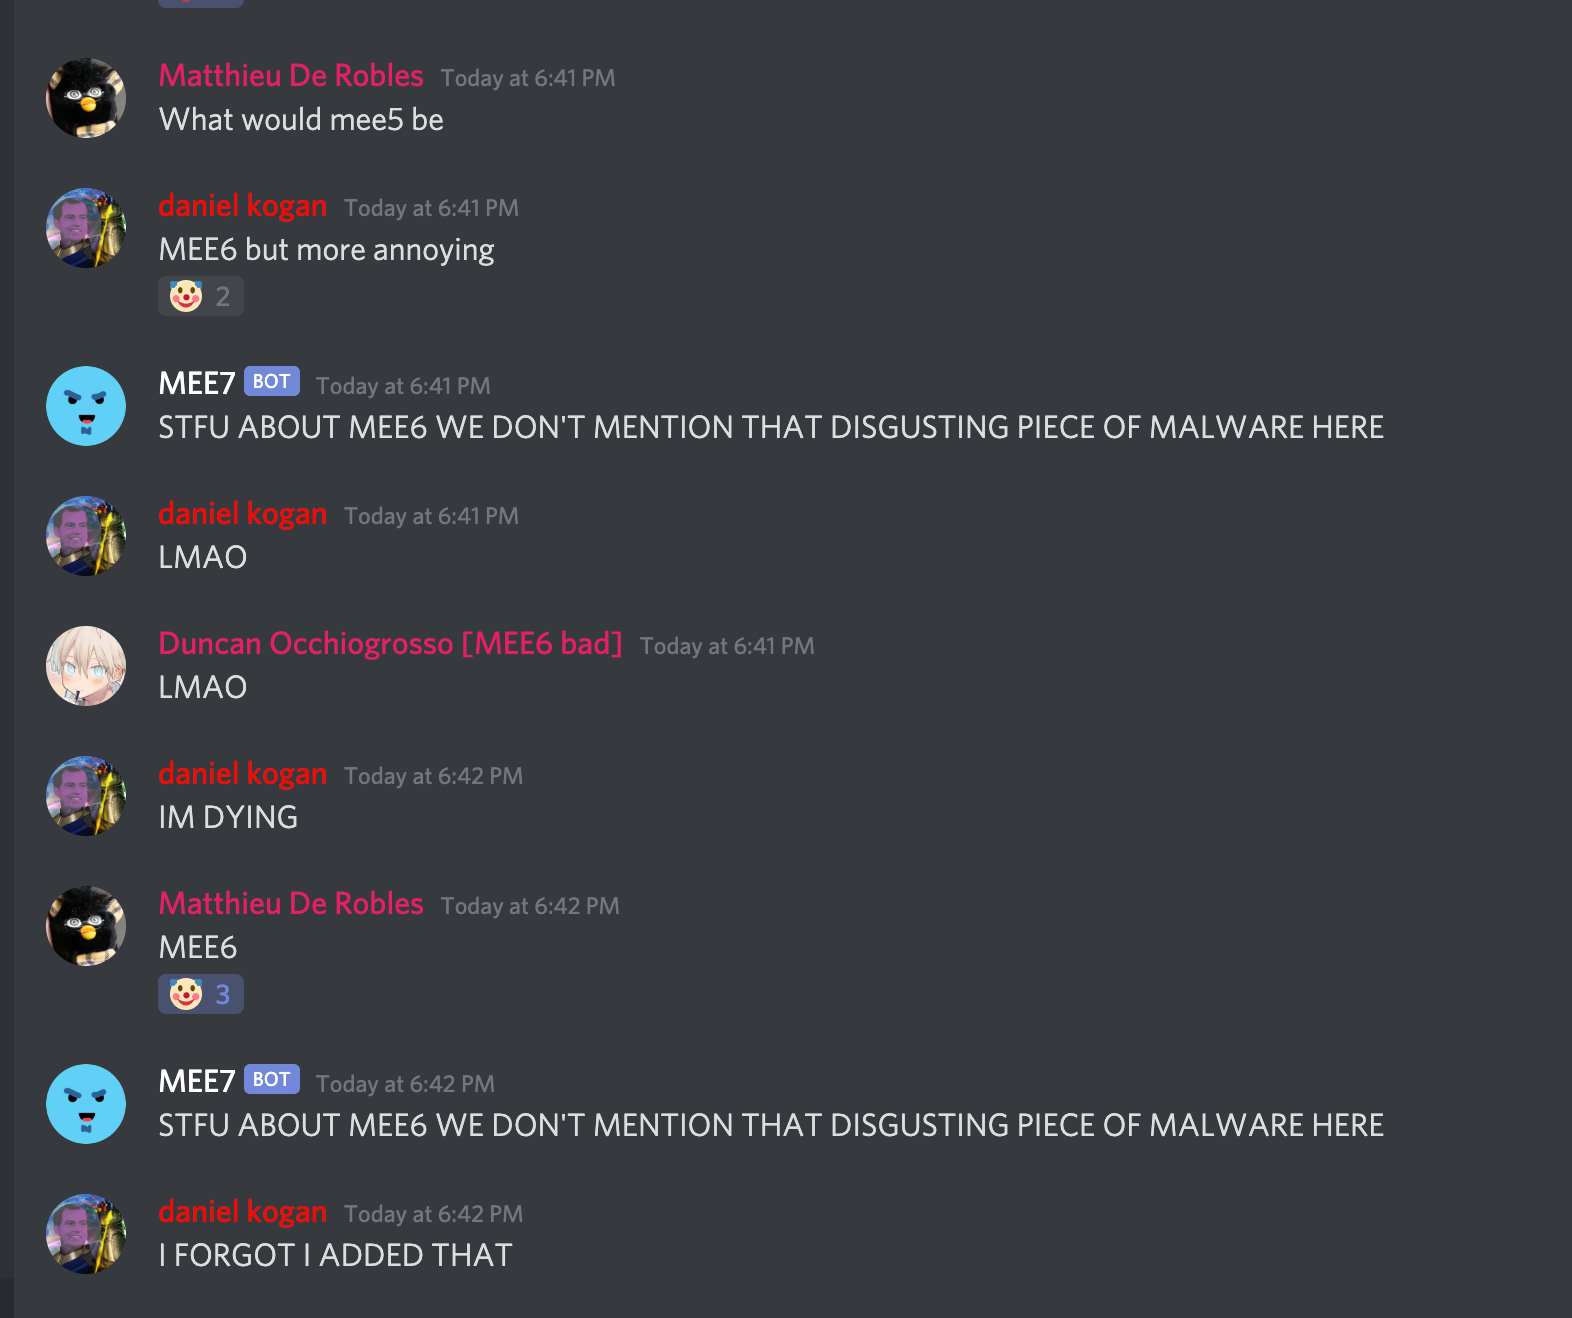 Matthieu De Robles Today at 6:41 PM
What would mee5 be
daniel kogan Today at 6:41 PM
MEE6 but more annoying
2
MEE7 BOT Today at 6:41 PM
STFU ABOUT MEE6 WE DON'T MENTION THAT DISGUSTING PIECE OF MALWARE HERE
daniel kogan Today at 6:41 PM
LMAO
Duncan Occhiogrosso [MEE6 bad] Today at 6:41 PM
LMAO
daniel kogan Today at 6:42 PM
IM DYING
Matthieu De Robles Today at 6:42 PM
MEE6
3
MEE7 BOT Today at 6:42 PM
STFU ABOUT MEE6 WE DON'T MENTION THAT DISGUSTING PIECE OF MALWARE HERE
daniel kogan Today at 6:42 PM
I FORGOT I ADDED THAT